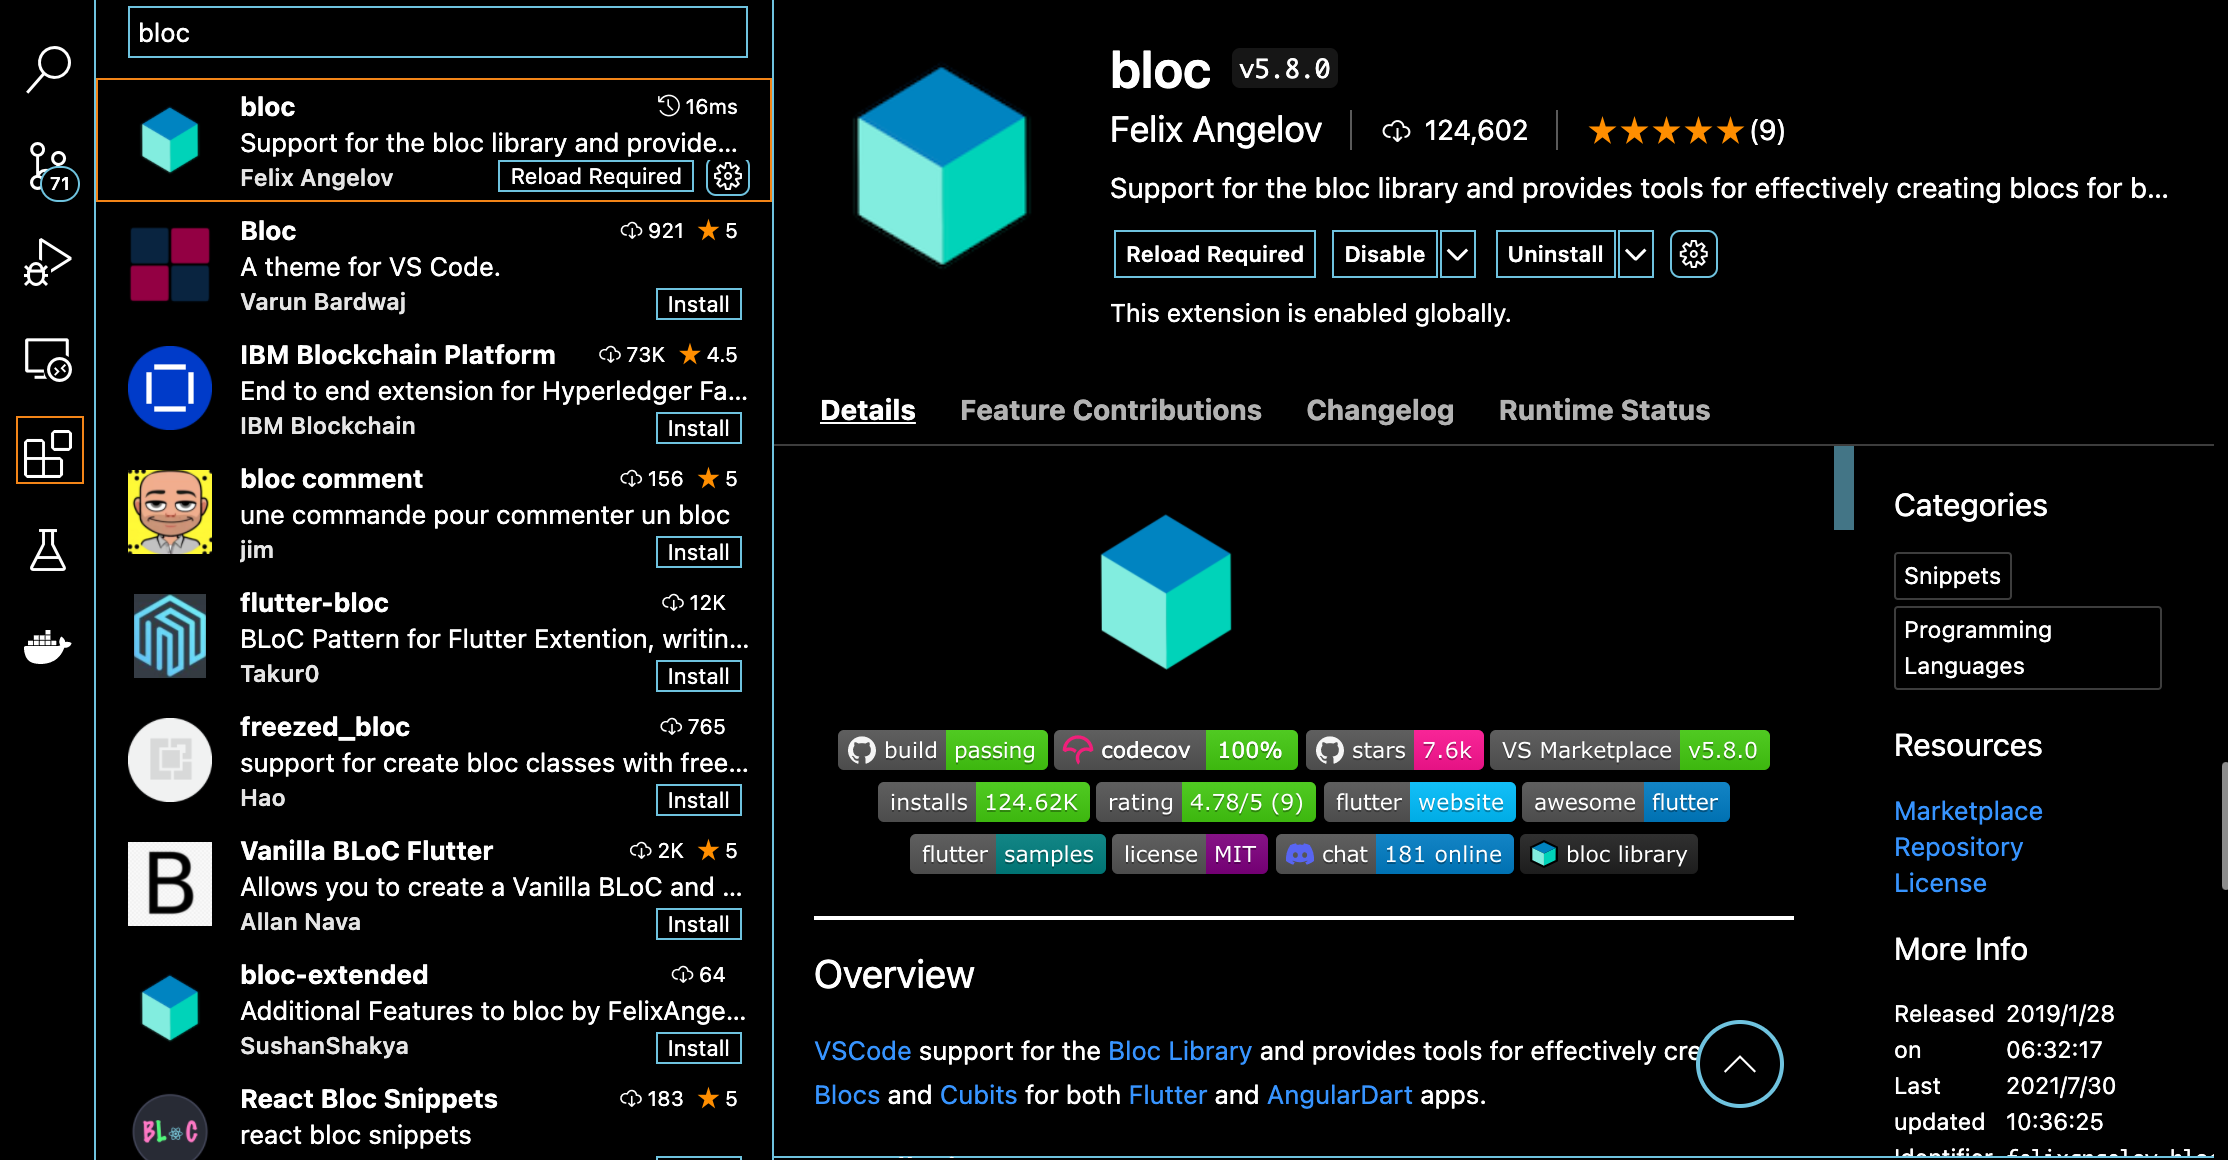 bloc
71
bloc
16ms
Support for the bloc library and provide...
Felix Angelov
Reload Required
Bloc
921
5
A theme for VS Code.
Varun Bardwaj
Install
IBM Blockchain Platform
73K
4.5
End to end extension for Hyperledger Fa...
IBM Blockchain
Install
bloc comment
156
5
une commande pour commenter un bloc
jim
Install
flutter-bloc
12K
BLoC Pattern for Flutter Extention, writin...
Takur0
Install
freezed_bloc
765
support for create bloc classes with free...
Hao
Install
B
Vanilla BLoC Flutter
2K
5
Allows you to create a Vanilla BLoC and ...
Allan Nava
Install
bloc-extended
64
Additional Features to bloc by FelixAnge...
SushanShakya
Install
BLoC
React Bloc Snippets
183
5
react bloc snippets
bloc
v5.8.0
Felix Angelov
124,602
(9)
Support for the bloc library and provides tools for effectively creating blocs for b...
Reload Required
Disable
Uninstall
This extension is enabled globally.
Details
Feature Contributions
Changelog
Runtime Status
build passing
codecov 100%
stars 7.6k
VS Marketplace v5.8.0
installs 124.62K
rating 4.78/5 (9)
flutter website
awesome flutter
flutter samples
license MIT
chat 181 online
bloc library
Overview
VSCode support for the Bloc Library and provides tools for effectively cre
Blocs and Cubits for both Flutter and AngularDart apps.
Categories
Snippets
Programming
Languages
Resources
Marketplace
Repository
License
More Info
Released 2019/1/28
on 06:32:17
Last 2021/7/30
updated 10:36:25